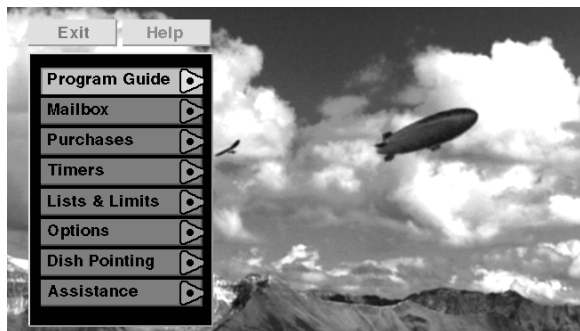 Exit Help
Program Guide
Mailbox
Purchases
Timers
Lists & Limits
Options
Dish Pointing
Assistance